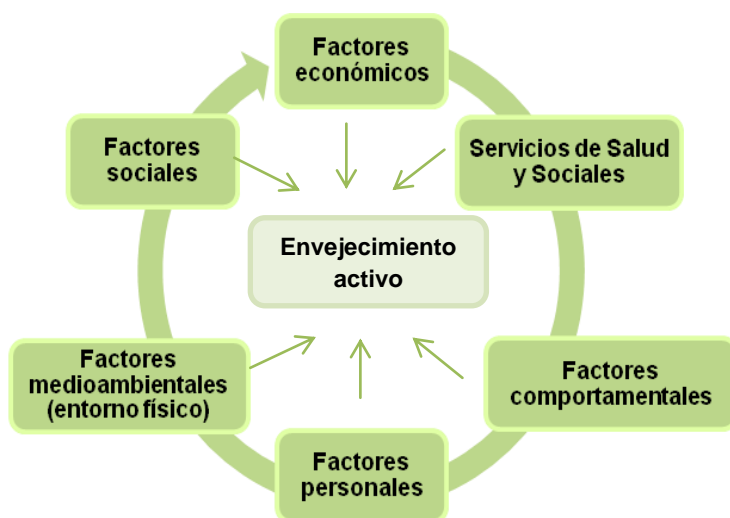 Factores
económicos
Servicios de Salud
y Sociales
Factores
comportamentales
Factores
personales
Factores
medioambientales
(entorno físico)
Factores
sociales
Envejecimiento
activo